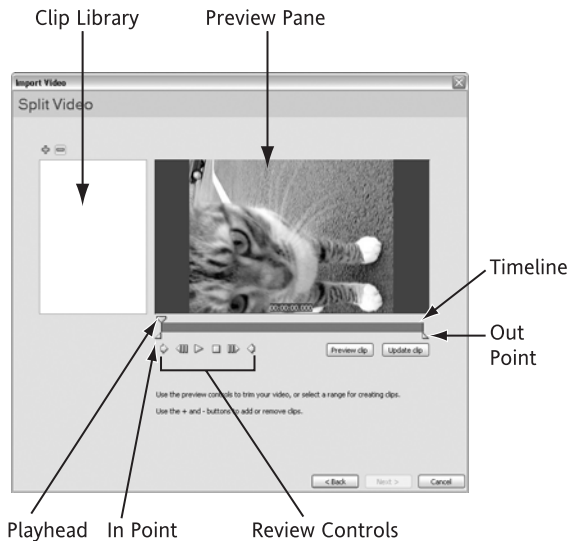 Clip Library
Preview Pane
Import Video
Split Video
00:00:00.000
Timeline
Out
Point
Preview clip
Update clip
Use the preview controls to trim your video, or select a range for creating clips.
Use the + and - buttons to add or remove clips.
< Back
Next >
Cancel
Playhead
In Point
Review Controls